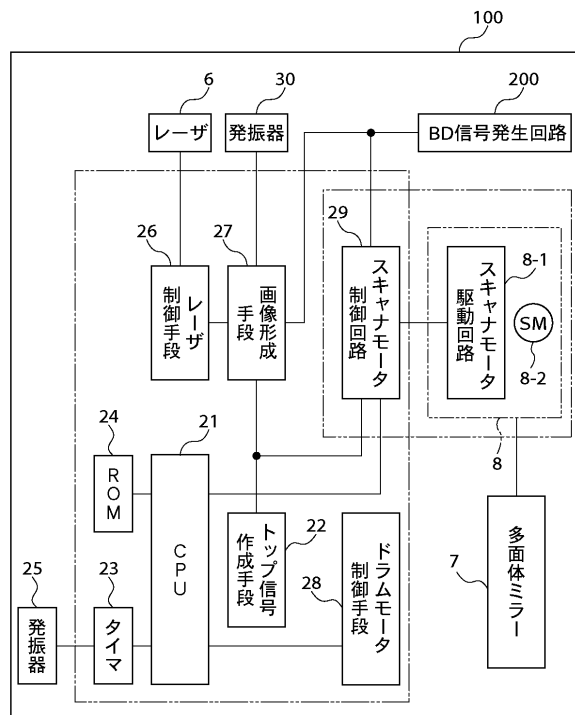 100
6
30
200
レーザ
発振器
BD信号発生回路
26
27
29
8-1
レーザ
制御手段
画像形成
手段
スキャナモータ
制御回路
スキャナモータ
駆動回路
SM
8-2
8
24
21
ROM
CPU
トップ信号
作成手段
22
ドラムモータ
制御手段
28
多面体ミラー
7
25
23
発振器
タイマ